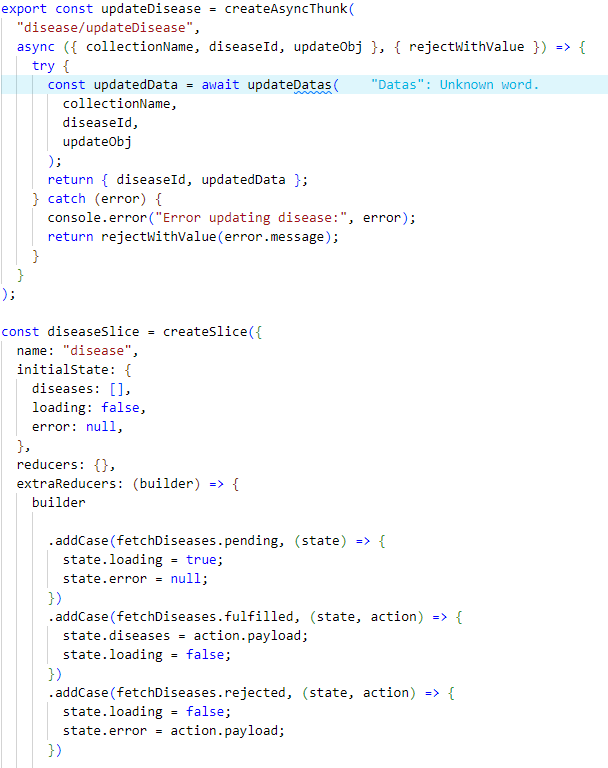 export const updateDisease = createAsyncThunk(
  "disease/updateDisease",
  async ({ collectionName, diseaseId, updateObj }, { rejectWithValue }) => {
    try {
      const updatedData = await updateDatas(    "Datas": Unknown word.
        collectionName,
        diseaseId,
        updateObj
      );
      return { diseaseId, updatedData };
    } catch (error) {
      console.error("Error updating disease:", error);
      return rejectWithValue(error.message);
    }
  }
);

const diseaseSlice = createSlice({
  name: "disease",
  initialState: {
    diseases: [],
    loading: false,
    error: null,
  },
  reducers: {},
  extraReducers: (builder) => {
    builder

      .addCase(fetchDiseases.pending, (state) => {
        state.loading = true;
        state.error = null;
      })
      .addCase(fetchDiseases.fulfilled, (state, action) => {
        state.diseases = action.payload;
        state.loading = false;
      })
      .addCase(fetchDiseases.rejected, (state, action) => {
        state.loading = false;
        state.error = action.payload;
      })